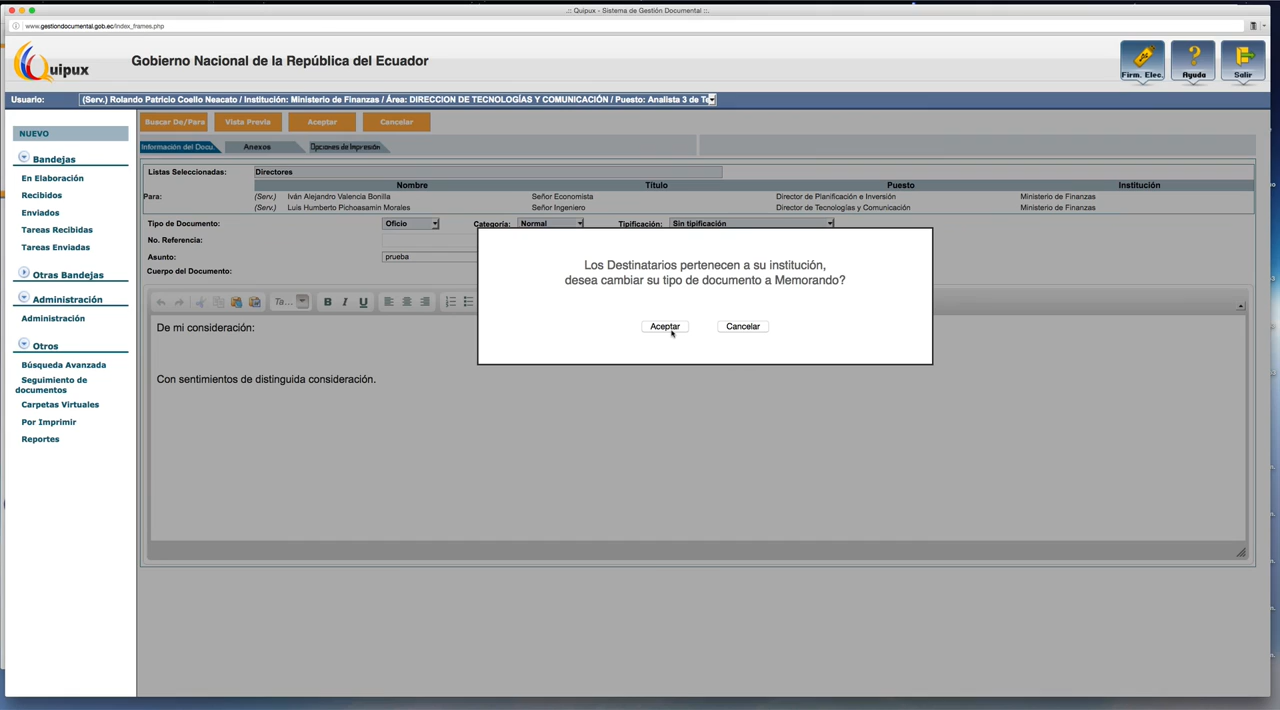 .:: Quipux - Sistema de Gestión Documental ::.
www.gestiondocumental.gob.ec/index_frames.php
Quipux
Gobierno Nacional de la República del Ecuador
Firm. Elec.
Ayuda
Salir
Usuario:
(Serv.) Rolando Patricio Coello Neacato / Institución: Ministerio de Finanzas / Área: DIRECCION DE TECNOLOGÍAS Y COMUNICACIÓN / Puesto: Analista 3 de
NUEVO
Bandejas
En Elaboración
Recibidos
Enviados
Tareas Recibidas
Tareas Enviadas
Otras Bandejas
Administración
Administración
Otros
Búsqueda Avanzada
Seguimiento de
documentos
Carpetas Virtuales
Por Imprimir
Reportes
Buscar De/Para
Vista Previa
Aceptar
Cancelar
Información del Docu.
Anexos
Opciones de Impresión
Listas Seleccionadas: Directores
Nombre Título Puesto Institución
Para: (Serv.) Iván Alejandro Valencia Bonilla Señor Economista Director de Planificación e Inversión Ministerio de Finanzas
(Serv.) Luis Humberto Pichoasamín Morales Señor Ingeniero Director de Tecnologías y Comunicación Ministerio de Finanzas
Tipo de Documento: Oficio Categoría: Normal Tipificación: Sin tipificación
No. Referencia:
Asunto: prueba
Cuerpo del Documento:
Ta... B I U
De mi consideración:
Con sentimientos de distinguida consideración.
Los Destinatarios pertenecen a su institución,
desea cambiar su tipo de documento a Memorando?
Aceptar Cancelar